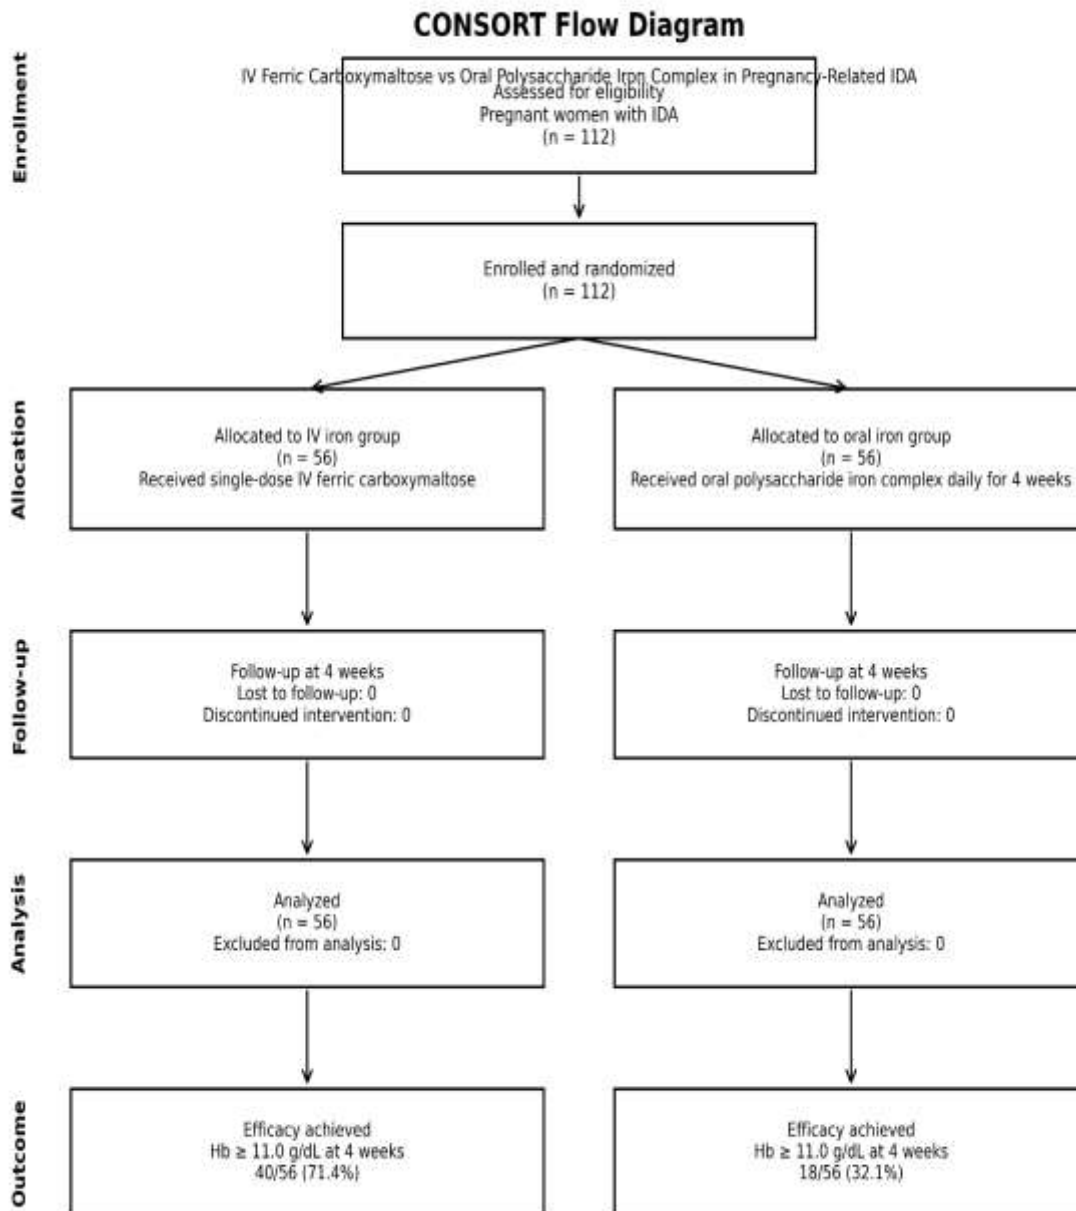 CONSORT Flow Diagram
Enrollment
IV Ferric Carboxymaltose vs Oral Polysaccharide Iron Complex in Pregnancy-Related IDA
Assessed for eligibility
Pregnant women with IDA
(n = 112)
Enrolled and randomized
(n = 112)
Allocation
Allocated to IV iron group
(n = 56)
Received single-dose IV ferric carboxymaltose
Allocated to oral iron group
(n = 56)
Received oral polysaccharide iron complex daily for 4 weeks
Follow-up
Follow-up at 4 weeks
Lost to follow-up: 0
Discontinued intervention: 0
Follow-up at 4 weeks
Lost to follow-up: 0
Discontinued intervention: 0
Analysis
Analyzed
(n = 56)
Excluded from analysis: 0
Analyzed
(n = 56)
Excluded from analysis: 0
Outcome
Efficacy achieved
Hb ≥ 11.0 g/dL at 4 weeks
40/56 (71.4%)
Efficacy achieved
Hb ≥ 11.0 g/dL at 4 weeks
18/56 (32.1%)